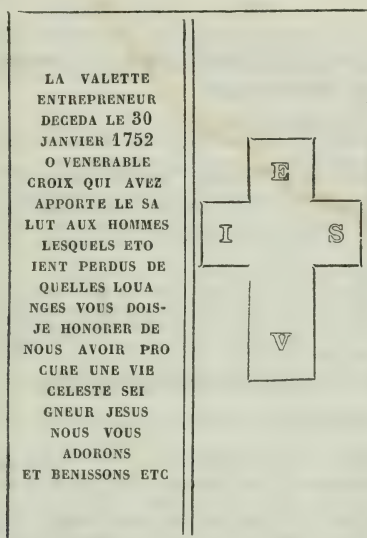 LA VALETTE
ENTREPRENEUR
DECEDA LE 30
JANVIER 1752
O VENERABLE
CROIX QUI AVEZ
APPORTE LE SA
LUT AUX HOMMES
LESQUELS ETO
IENT PERDUS DE
QUELLES LOUA
NGES VOUS DOIS-
JE HONORER DE
NOUS AVOIR PRO
CURE UNE VIE
CELESTE SEI
GNEUR JESUS
NOUS VOUS
ADORONS
ET BENISSONS ETC
E
I S
V